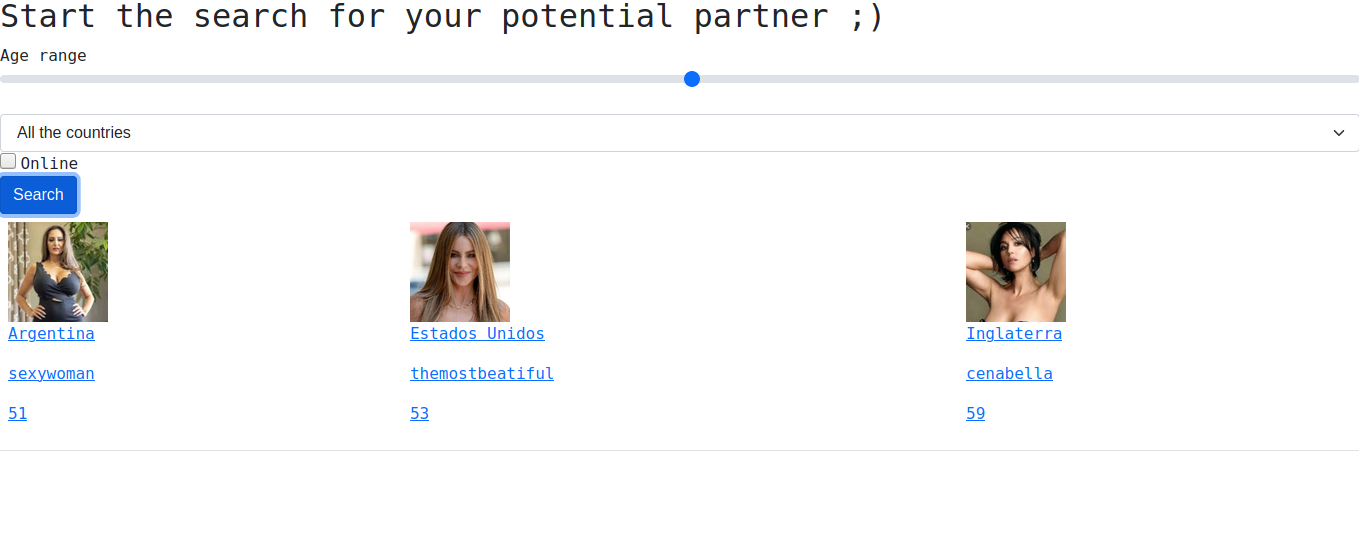 Start the search for your potential partner ;)
Age range
All the countries
Online
Search
Argentina
Estados Unidos
Inglaterra
sexywoman
themostbeatiful
cenabella
51
53
59